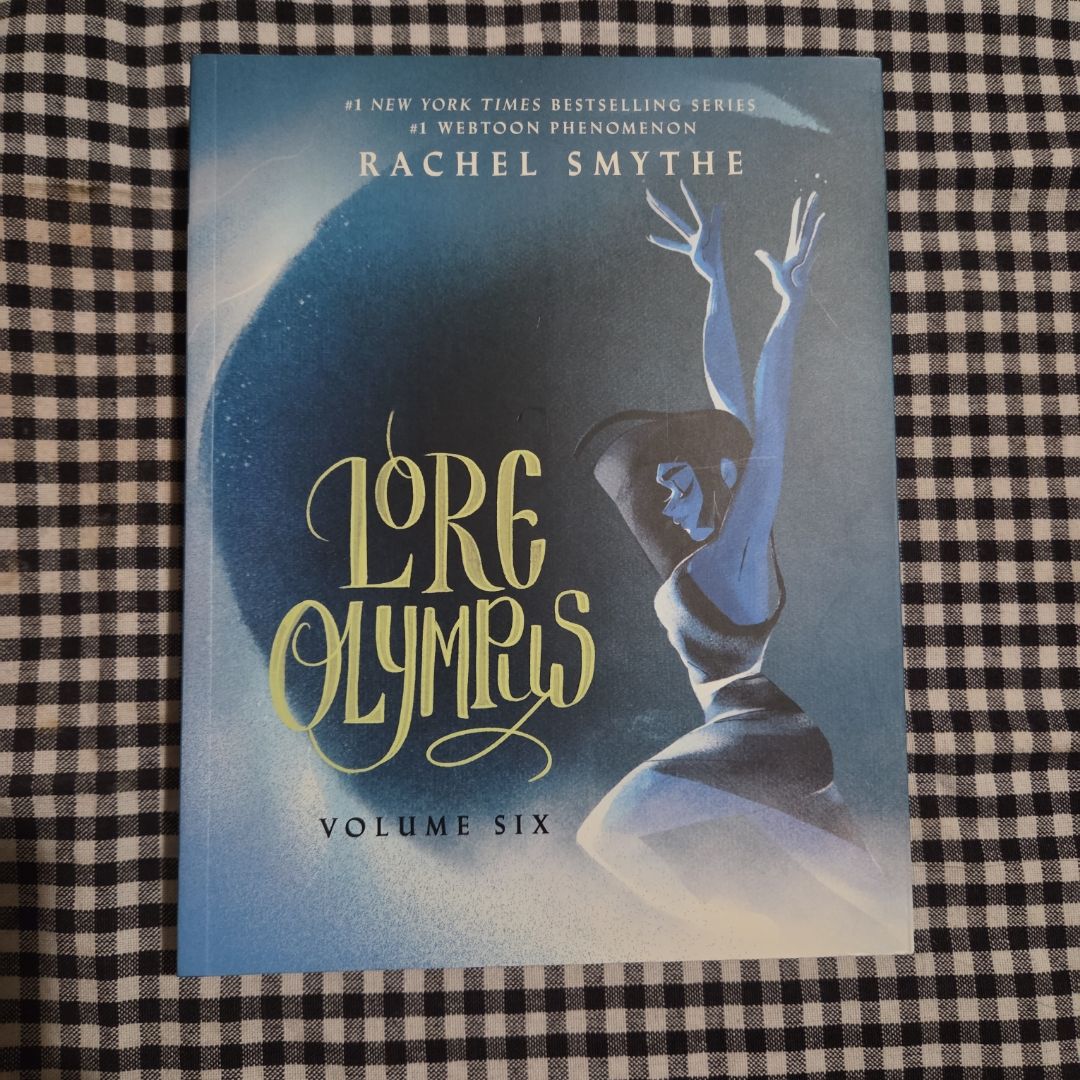 #1 NEW YORK TIMES BESTSELLING SERIES
#1 WEBTOON PHENOMENON
RACHEL SMYTHE
LORE
OLYMPUS
VOLUME SIX